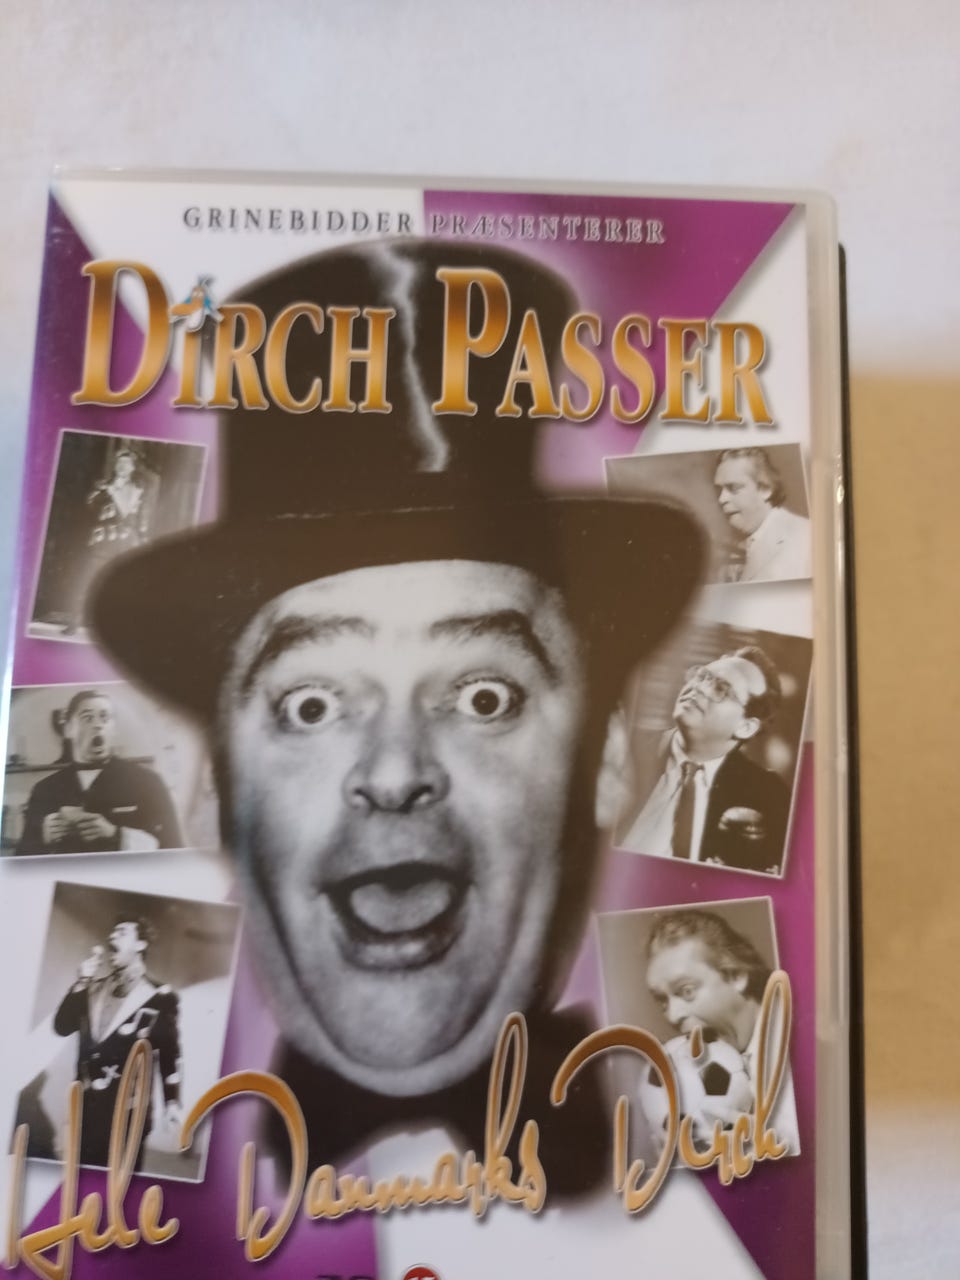 GRINEBIDDER PRÆSENTERER
DIRCH PASSER
Hele Danmarks Dirch